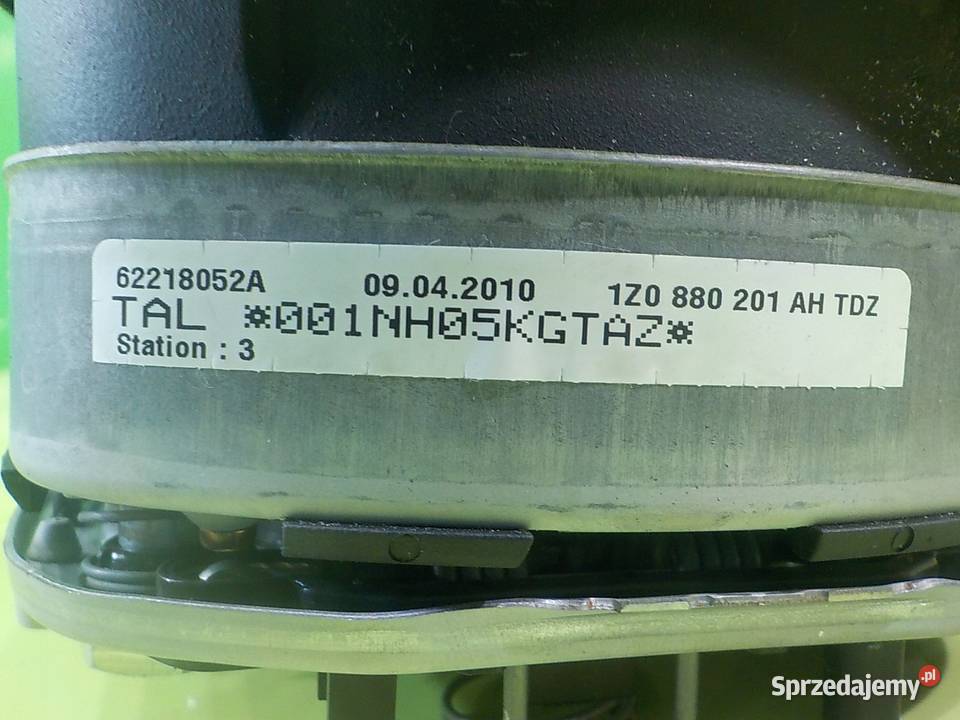 62218052A 09.04.2010 1Z0 880 201 AH TDZ
TAL *001NH05KGTAZ*
Station : 3
Sprzedajemy.pl